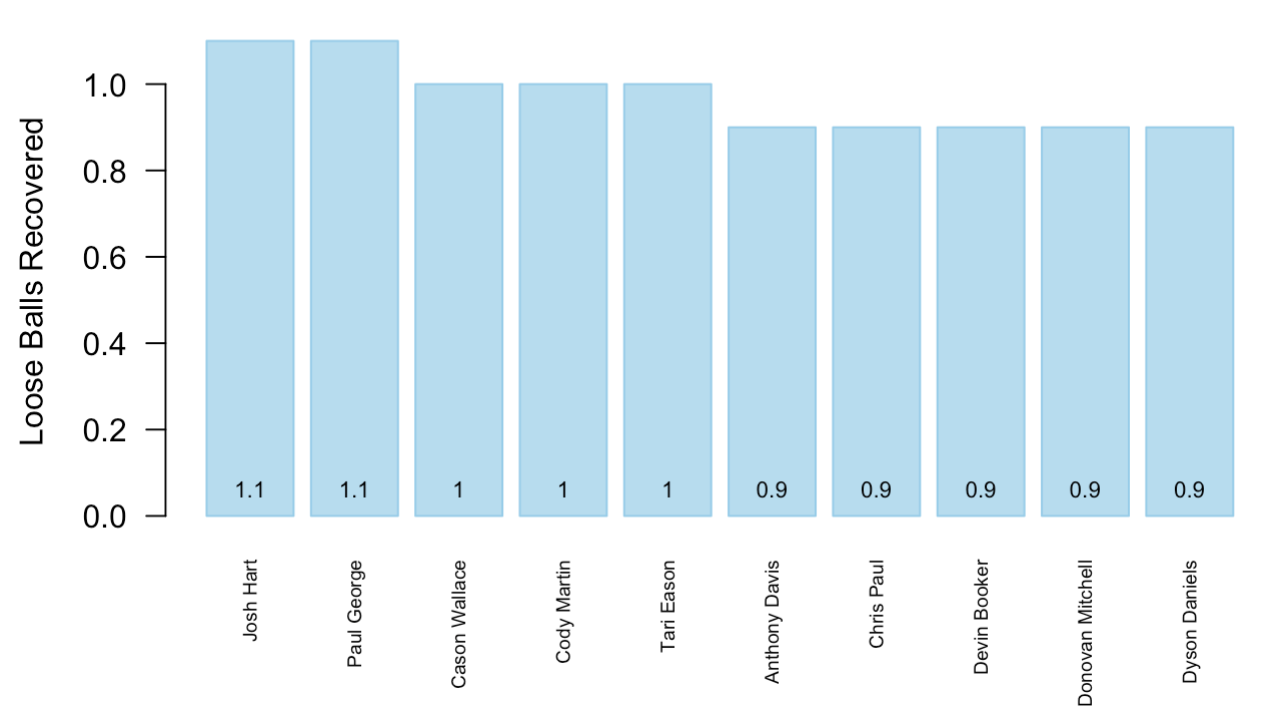 Loose Balls Recovered
1.0
0.8
0.6
0.4
0.2
0.0
1.1 1.1 1 1 1 0.9 0.9 0.9 0.9 0.9
Josh Hart
Paul George
Cason Wallace
Cody Martin
Tari Eason
Anthony Davis
Chris Paul
Devin Booker
Donovan Mitchell
Dyson Daniels